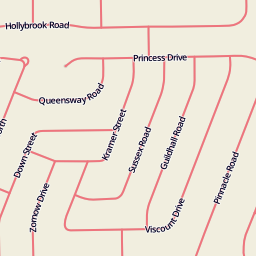 Hollybrook Road
Princess Drive
Queensway Road
Kramer Street
Sussex Road
Guildhall Road
Down Street
Pinnacle Road
Zornow Drive
Viscount Drive